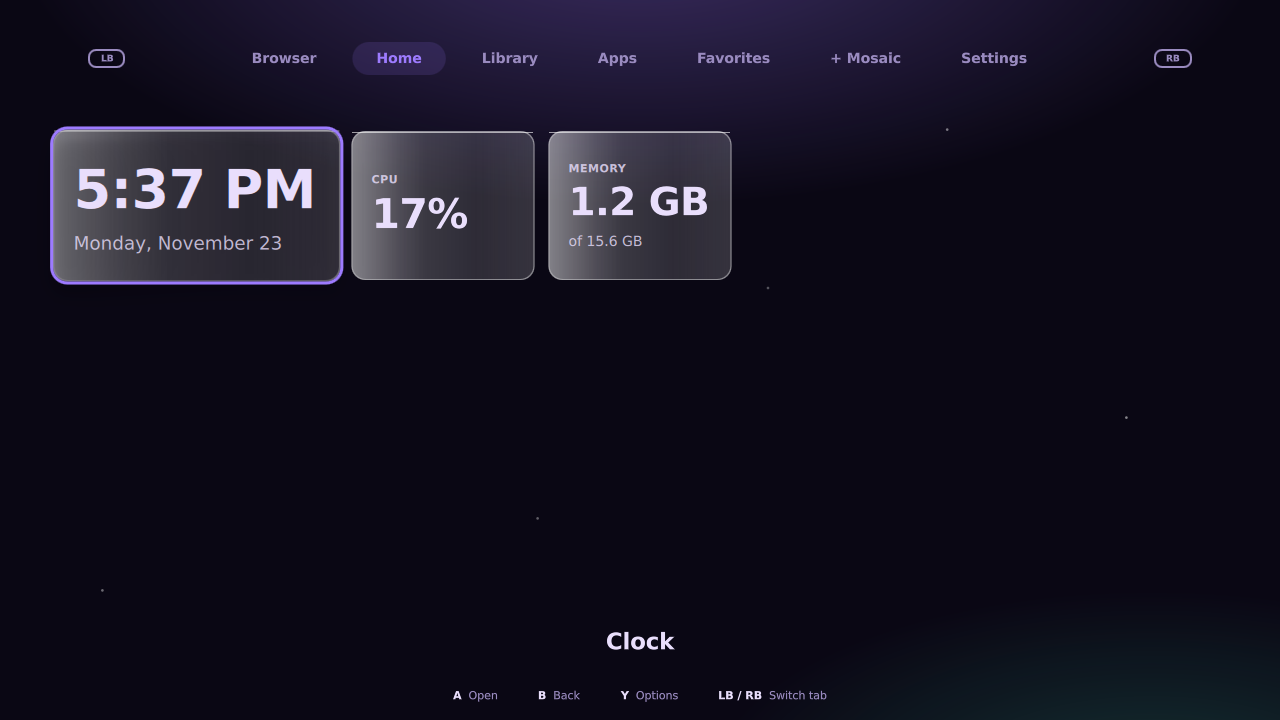 LB Browser Home Library Apps Favorites + Mosaic Settings RB
5:37 PM
Monday, November 23
CPU
17%
MEMORY
1.2 GB
of 15.6 GB
Clock
A Open B Back Y Options LB / RB Switch tab